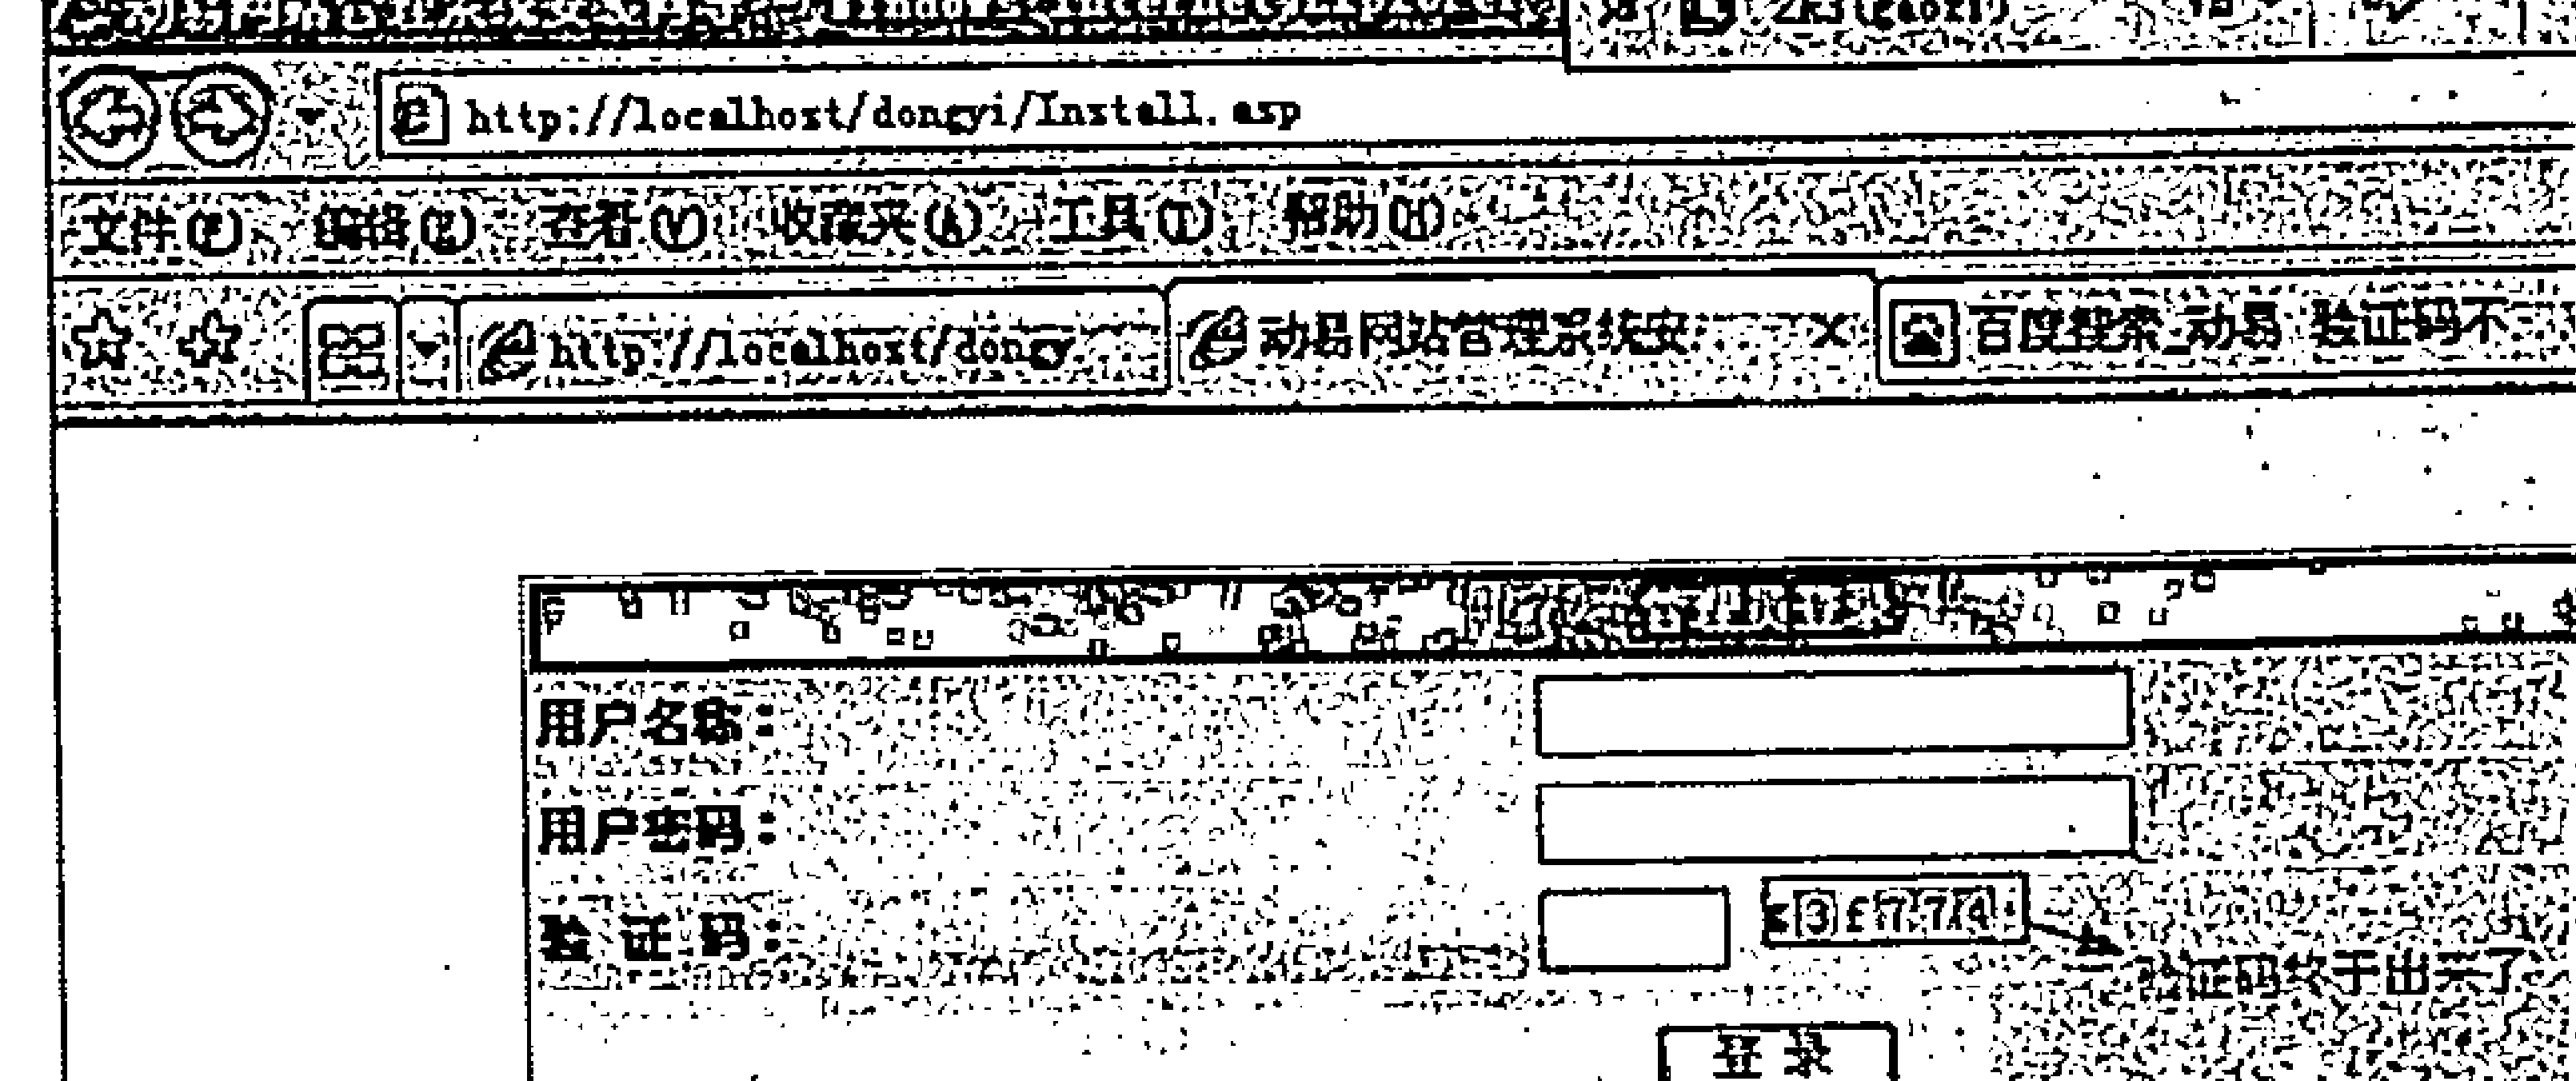 http://localhost/dongyi/Install.asp
文件(F) 编辑(E) 查看(V) 收藏夹(A) 工具(T) 帮助(H)
http://localhost/dongy 动易网站管理系统安 X 百度搜索_动易 验证码不
用户名称：
用户密码：
验 证 码：
验证码终于出来了
登 录